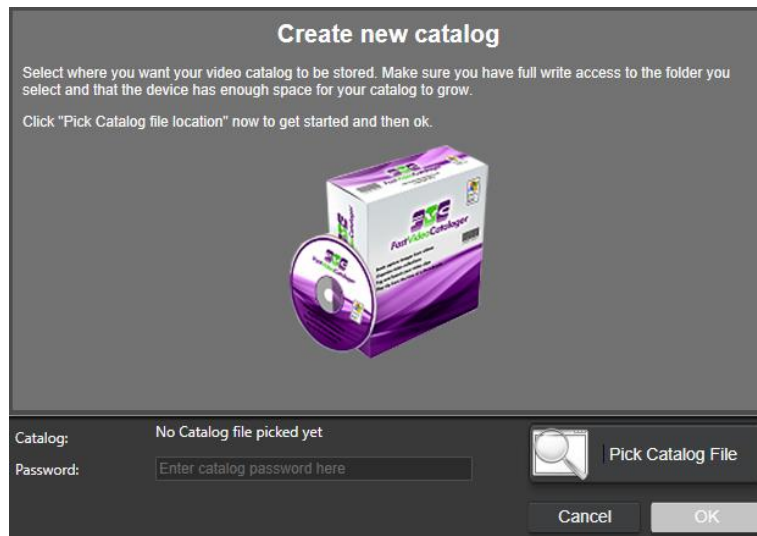 Create new catalog
Select where you want your video catalog to be stored. Make sure you have full write access to the folder you
select and that the device has enough space for your catalog to grow.
Click "Pick Catalog file location" now to get started and then ok.
FastVideoCataloger
Catalog:
No Catalog file picked yet
Password:
Enter catalog password here
Pick Catalog File
Cancel
OK